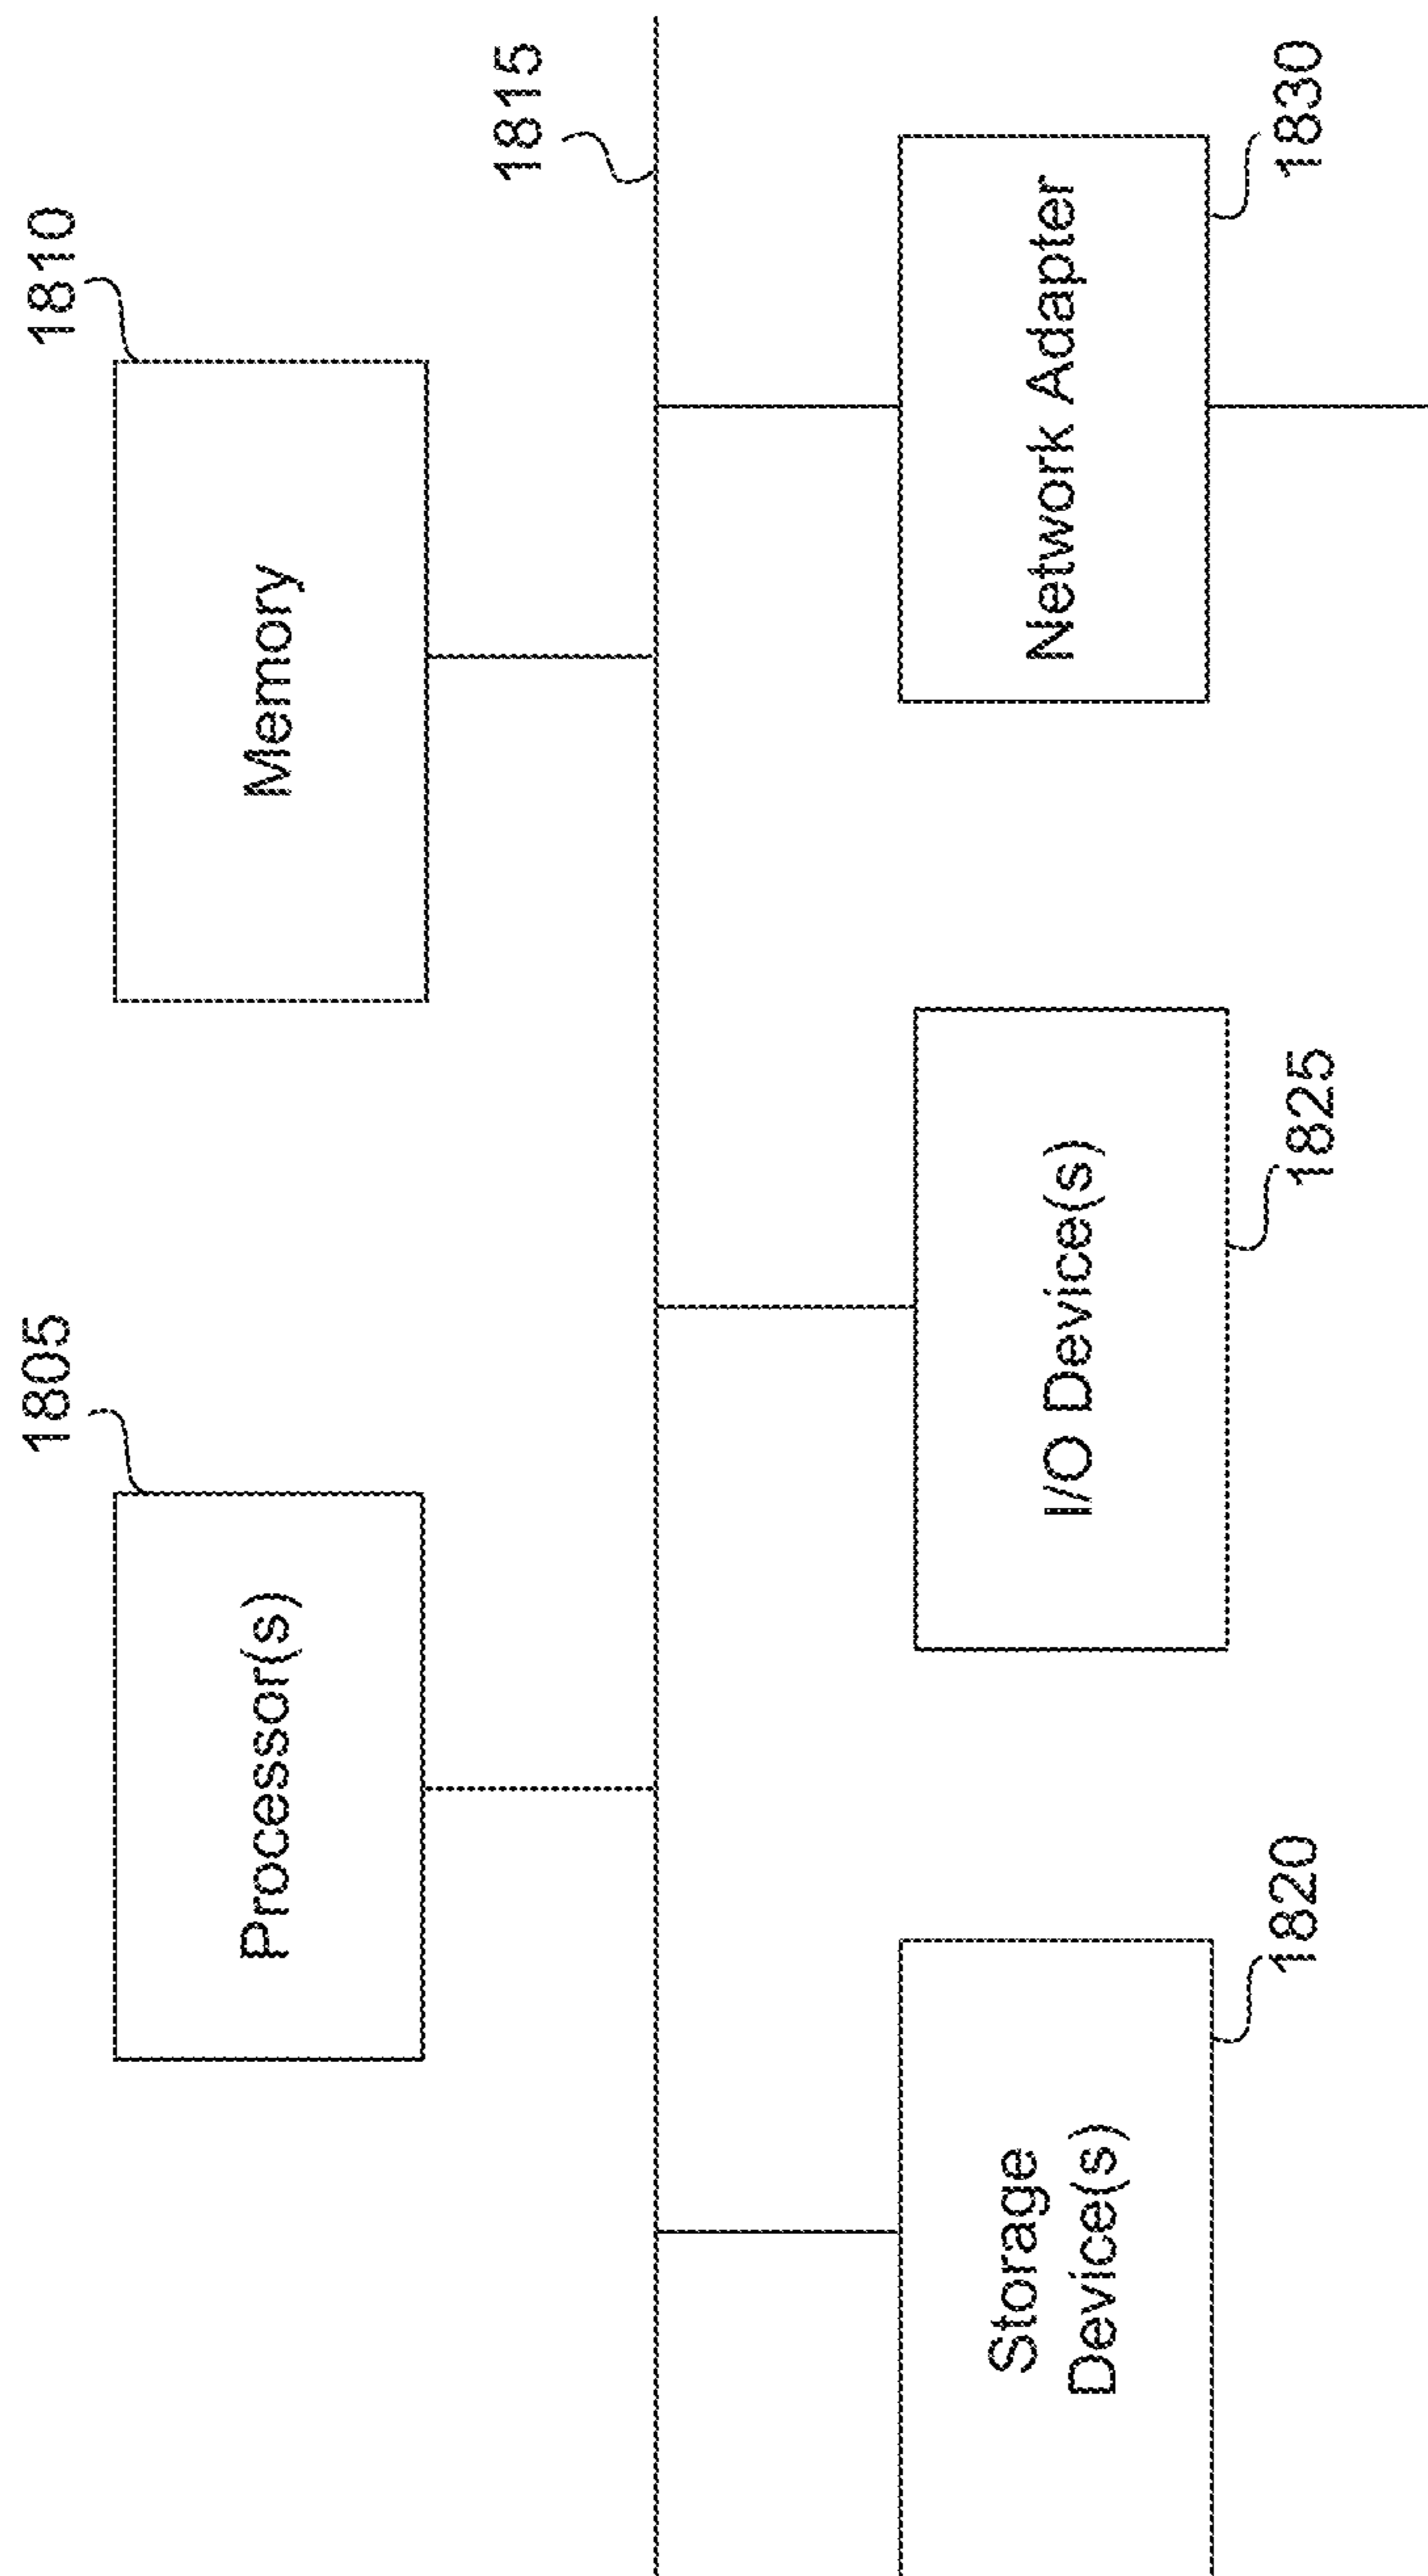 1805
1810
Processor(s)
Memory
1815
Storage
Device(s)
I/O Device(s)
Network Adapter
1820
1825
1830